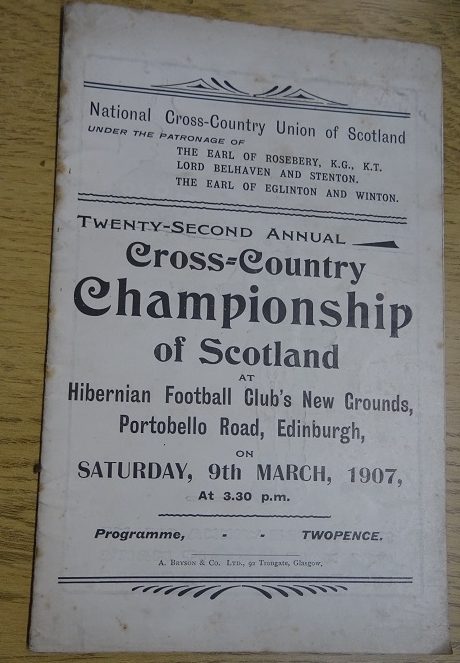 National Cross-Country Union of Scotland
UNDER THE PATRONAGE OF
THE EARL OF ROSEBERY, K.G., K.T.
LORD BELHAVEN AND STENTON.
THE EARL OF EGLINTON AND WINTON.
TWENTY-SECOND ANNUAL
Cross-Country
Championship
of Scotland
AT
Hibernian Football Club's New Grounds,
Portobello Road, Edinburgh,
ON
SATURDAY, 9th MARCH, 1907,
At 3.30 p.m.
Programme, - - TWOPENCE.
A. BRYSON & CO. LTD., 92 Trongate, Glasgow.